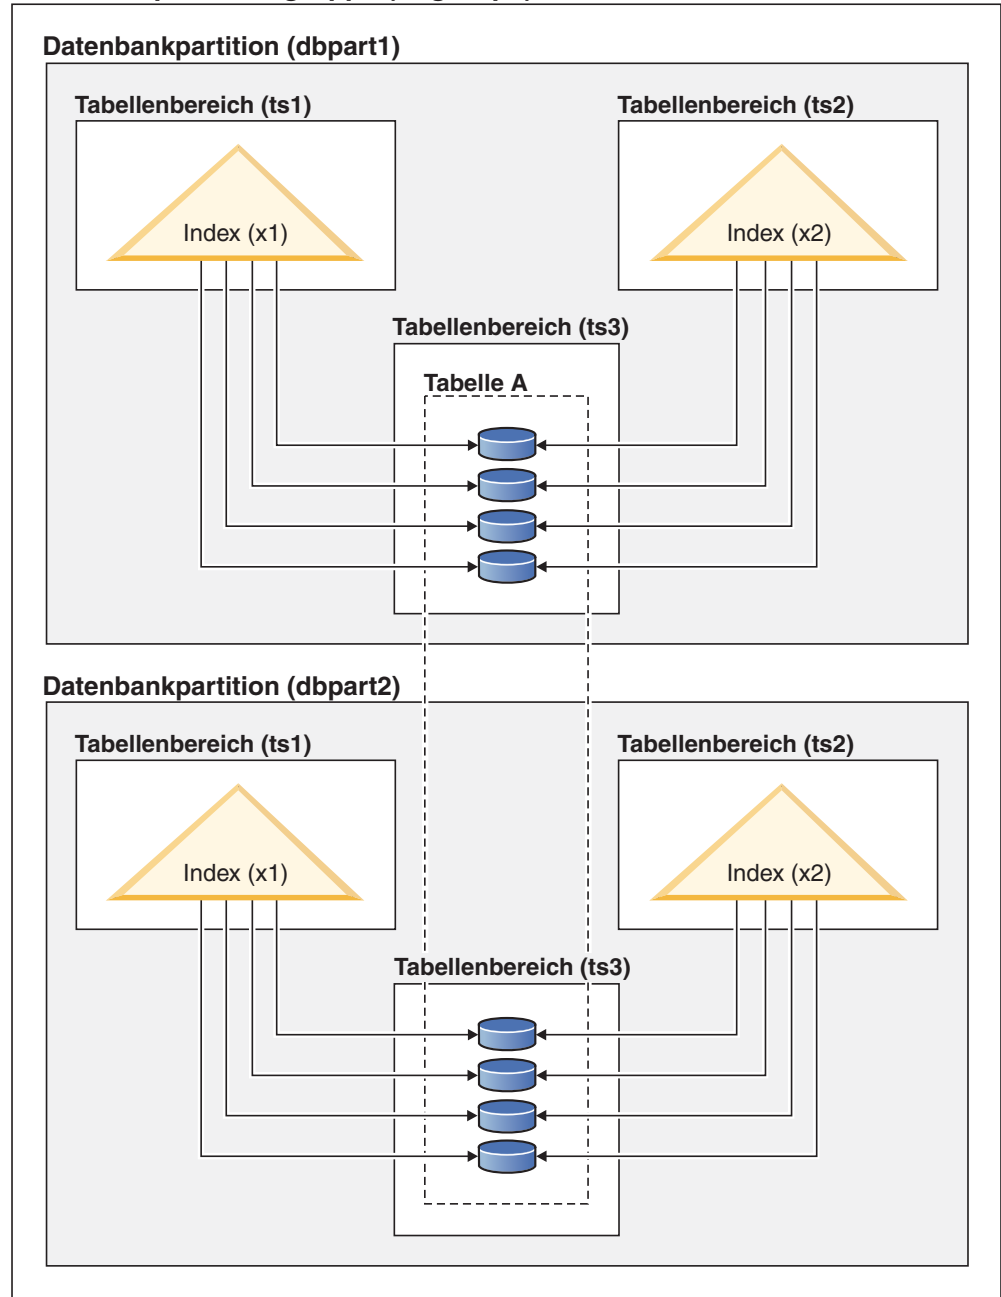 Datenbankpartition (dbpart1)
Tabellenbereich (ts1)
Tabellenbereich (ts2)
Index (x1)
Index (x2)
Tabellenbereich (ts3)
Tabelle A
Datenbankpartition (dbpart2)
Tabellenbereich (ts1)
Tabellenbereich (ts2)
Index (x1)
Index (x2)
Tabellenbereich (ts3)